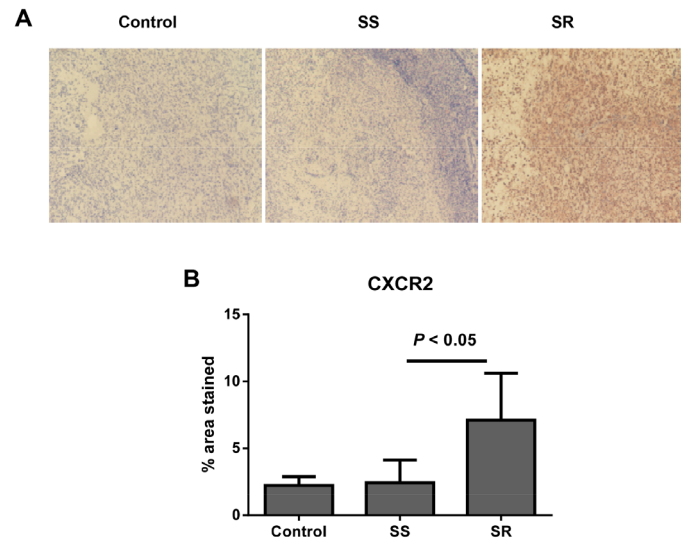 A
Control SS SR
B
CXCR2
15
10
5
0
% area stained
P < 0.05
Control SS SR